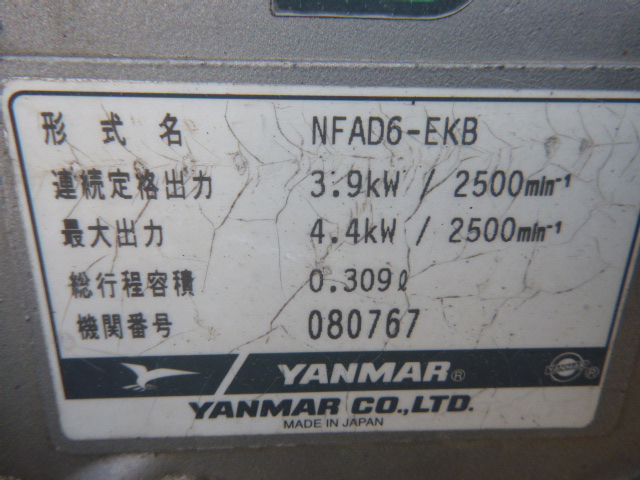 形式名 NFAD6-EKB
連続定格出力 3.9kW / 2500min-¹
最大出力 4.4kW / 2500min-¹
総行程容積 0.309ℓ
機関番号 080767
YANMAR®
YANMAR CO.,LTD.
MADE IN JAPAN